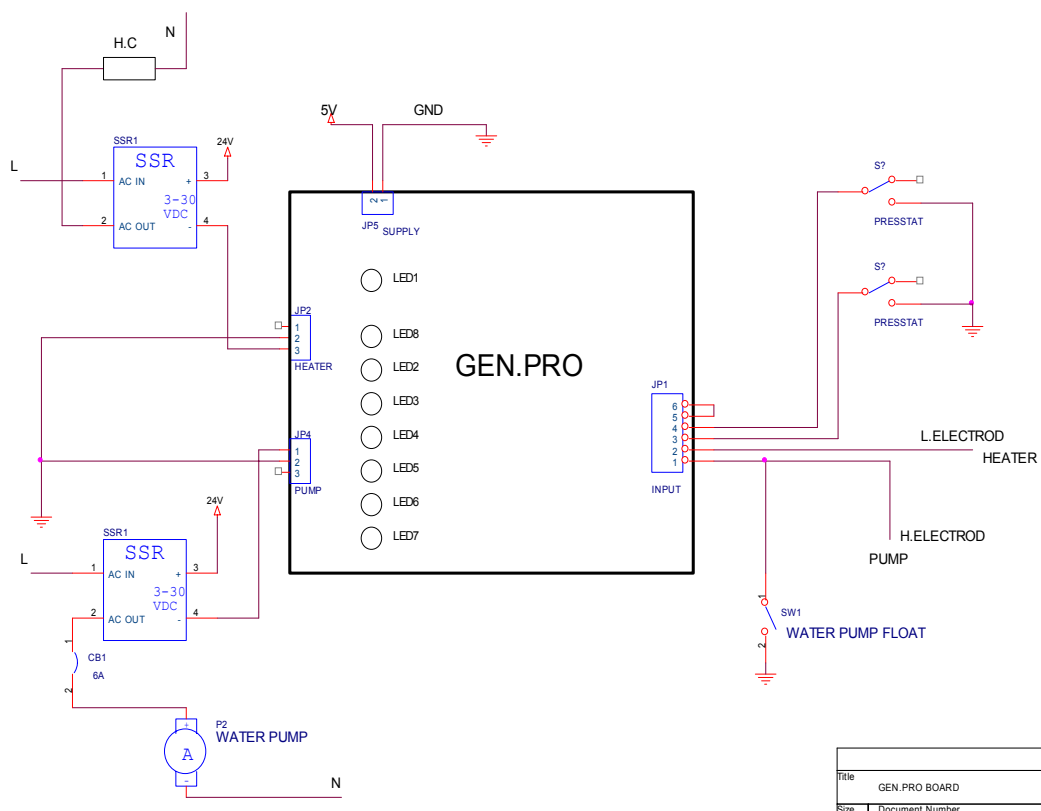 N
H.C
5V
GND
SSR1
24V
L
SSR
1
AC IN
+
3
3-30
VDC
2
AC OUT
-
4
2
1
JP5
SUPPLY
S?
PRESSTAT
S?
PRESSTAT
LED1
JP2
1
2
3
HEATER
LED8
LED2
LED3
LED4
LED5
LED6
LED7
GEN.PRO
JP1
6
5
4
3
2
1
INPUT
L.ELECTROD
HEATER
H.ELECTROD
PUMP
JP4
1
2
3
PUMP
24V
SSR1
L
SSR
1
AC IN
+
3
3-30
VDC
2
AC OUT
-
4
1
CB1
6A
2
1
SW1
WATER PUMP FLOAT
2
P2
WATER PUMP
+
A
-
N
Title
GEN.PRO BOARD
Size
Document Number